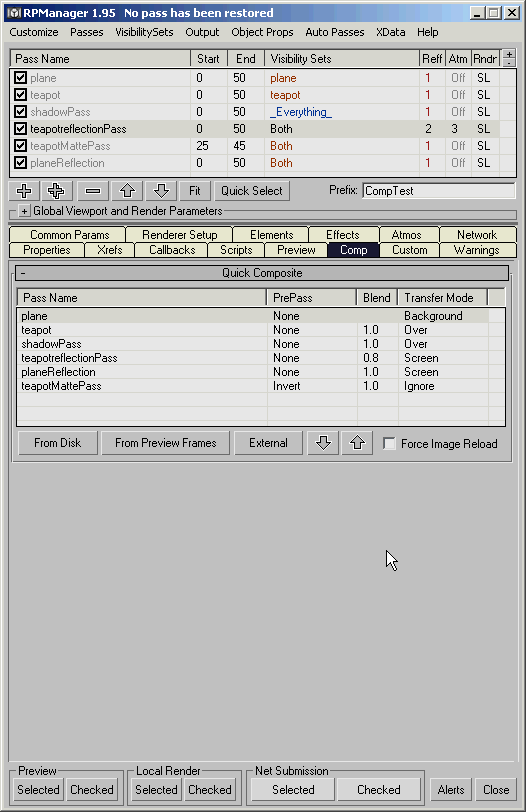 RPManager 1.95 No pass has been restored
Customize Passes VisibilitySets Output Object Props Auto Passes XData Help
Pass Name Start End Visibility Sets Reff Atm Rndr +
-
plane 0 50 plane 1 Off SL
teapot 0 50 teapot 1 Off SL
shadowPass 0 50 _Everything_ 1 Off SL
teapotreflectionPass 0 50 Both 2 3 SL
teapotMattePass 25 45 Both 1 Off SL
planeReflection 0 50 Both 1 Off SL
Fit Quick Select Prefix: CompTest
+ Global Viewport and Render Parameters
Common Params Renderer Setup Elements Effects Atmos Network
Properties Xrefs Callbacks Scripts Preview Comp Custom Warnings
- Quick Composite
Pass Name PrePass Blend Transfer Mode
plane None Background
teapot None 1.0 Over
shadowPass None 1.0 Over
teapotreflectionPass None 0.8 Screen
planeReflection None 1.0 Screen
teapotMattePass Invert 1.0 Ignore
From Disk From Preview Frames External Force Image Reload
Preview Local Render Net Submission
Selected Checked Selected Checked Selected Checked Alerts Close